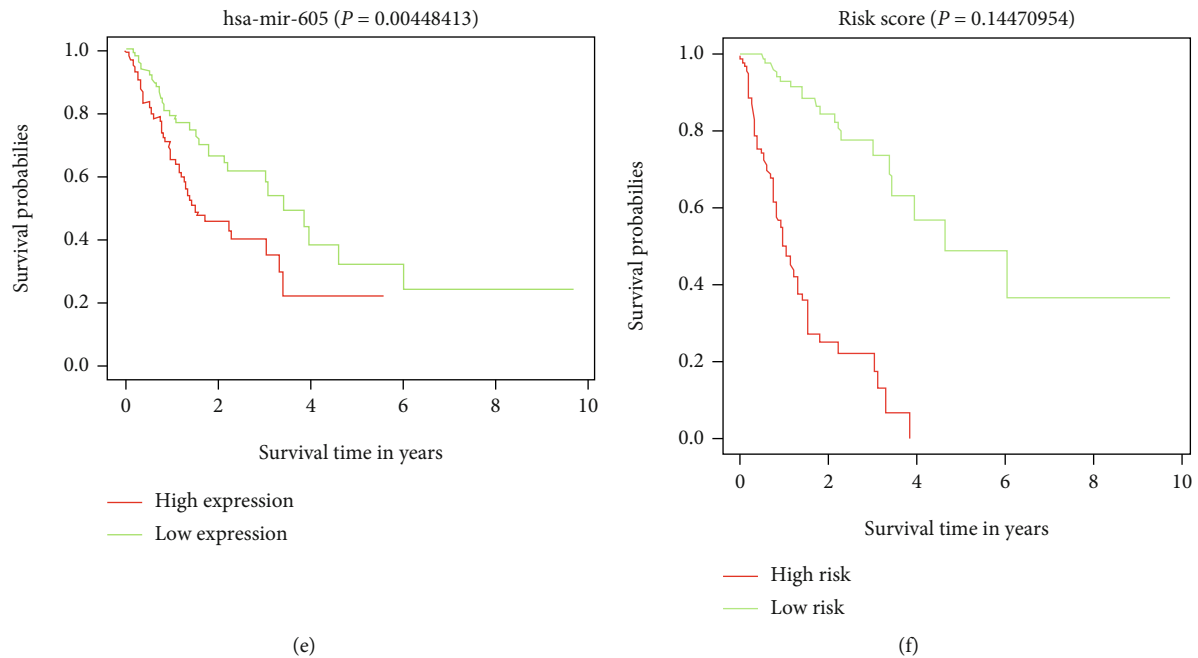 hsa-mir-605 (P = 0.00448413)
1.0
0.8
0.6
0.4
0.2
0.0
Survival probabilies
0 2 4 6 8 10
Survival time in years
High expression
Low expression
(e)
Risk score (P = 0.14470954)
1.0
0.8
0.6
0.4
0.2
0.0
Survival probabilies
0 2 4 6 8 10
Survival time in years
High risk
Low risk
(f)